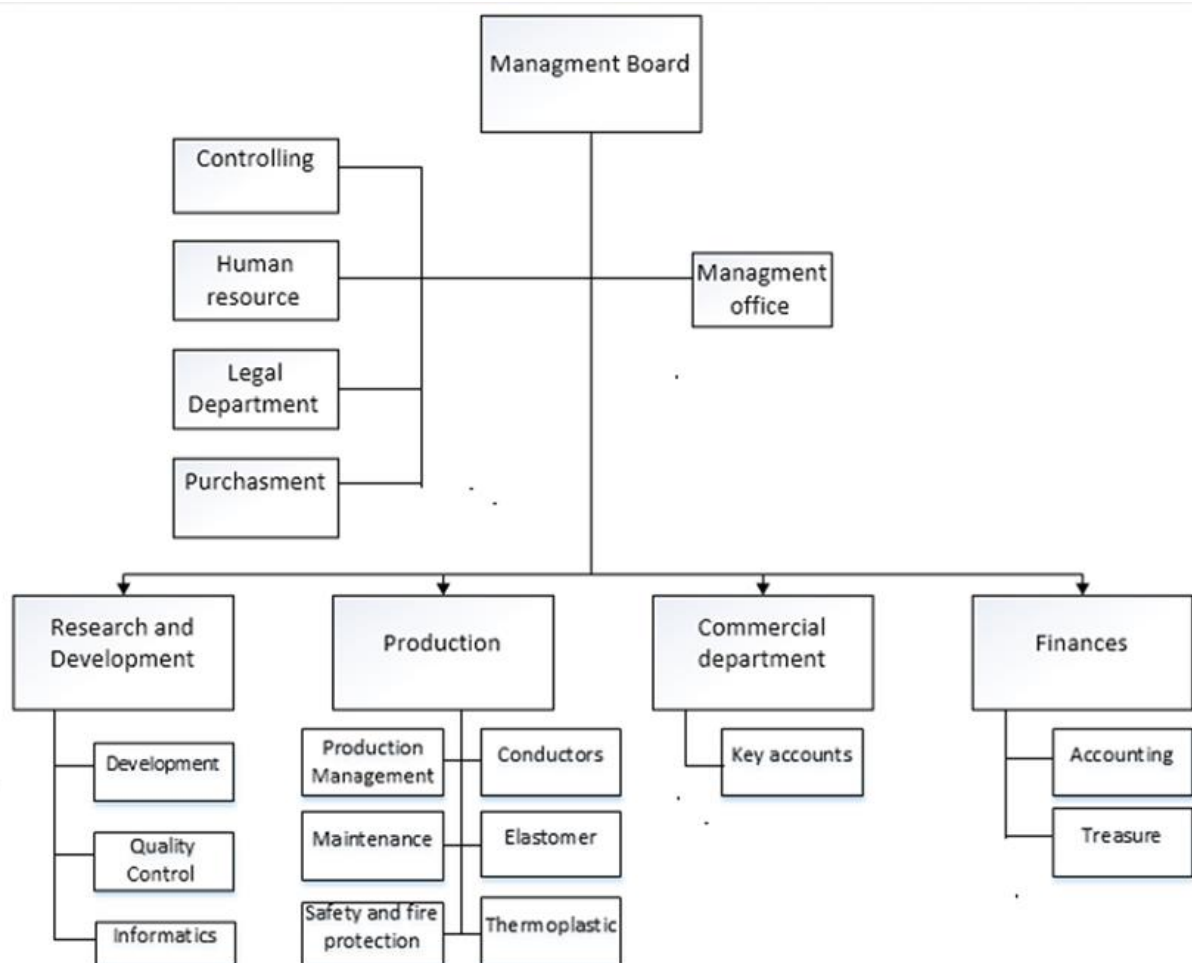 Managment Board
Controlling
Human
resource
Managment
office
Legal
Department
Purchasment
Research and
Development
Production
Commercial
department
Finances
Development
Quality
Control
Informatics
Production
Management
Conductors
Maintenance
Elastomer
Safety and fire
protection
Thermoplastic
Key accounts
Accounting
Treasure